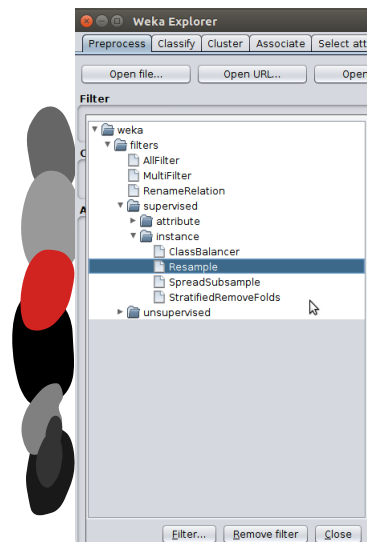 Weka Explorer
Preprocess Classify Cluster Associate Select att
Open file... Open URL... Open
Filter
weka
filters
AllFilter
MultiFilter
RenameRelation
supervised
attribute
instance
ClassBalancer
Resample
SpreadSubsample
StratifiedRemoveFolds
unsupervised
Filter... Remove filter Close